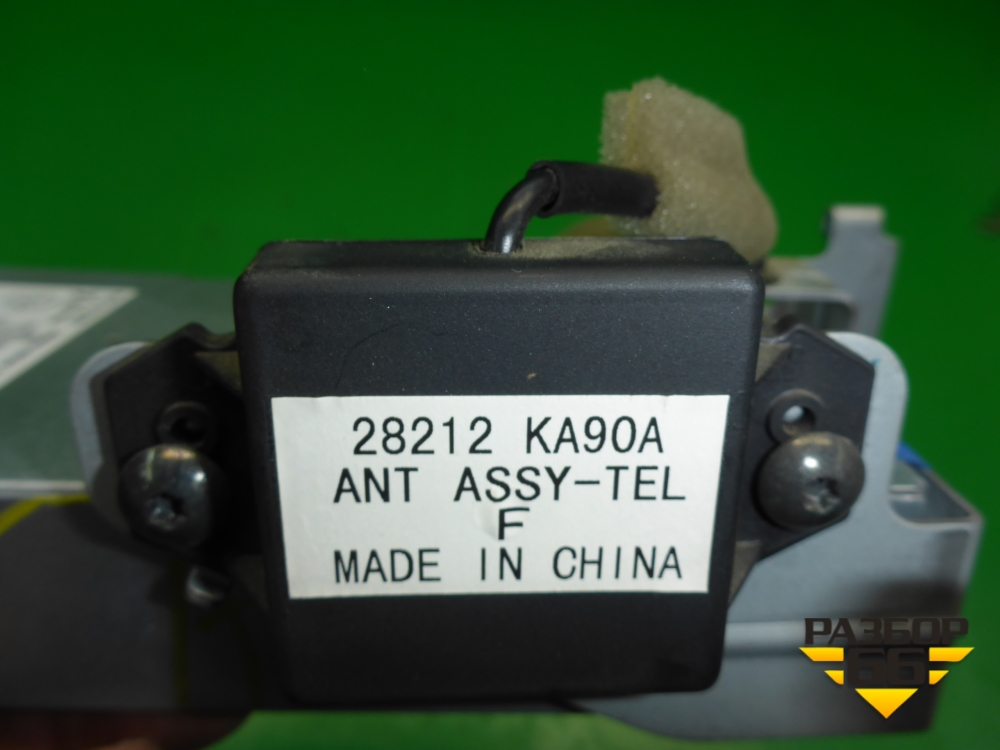 28212 KA90A
ANT ASSY-TEL
F
MADE IN CHINA
РАЗБОР
66